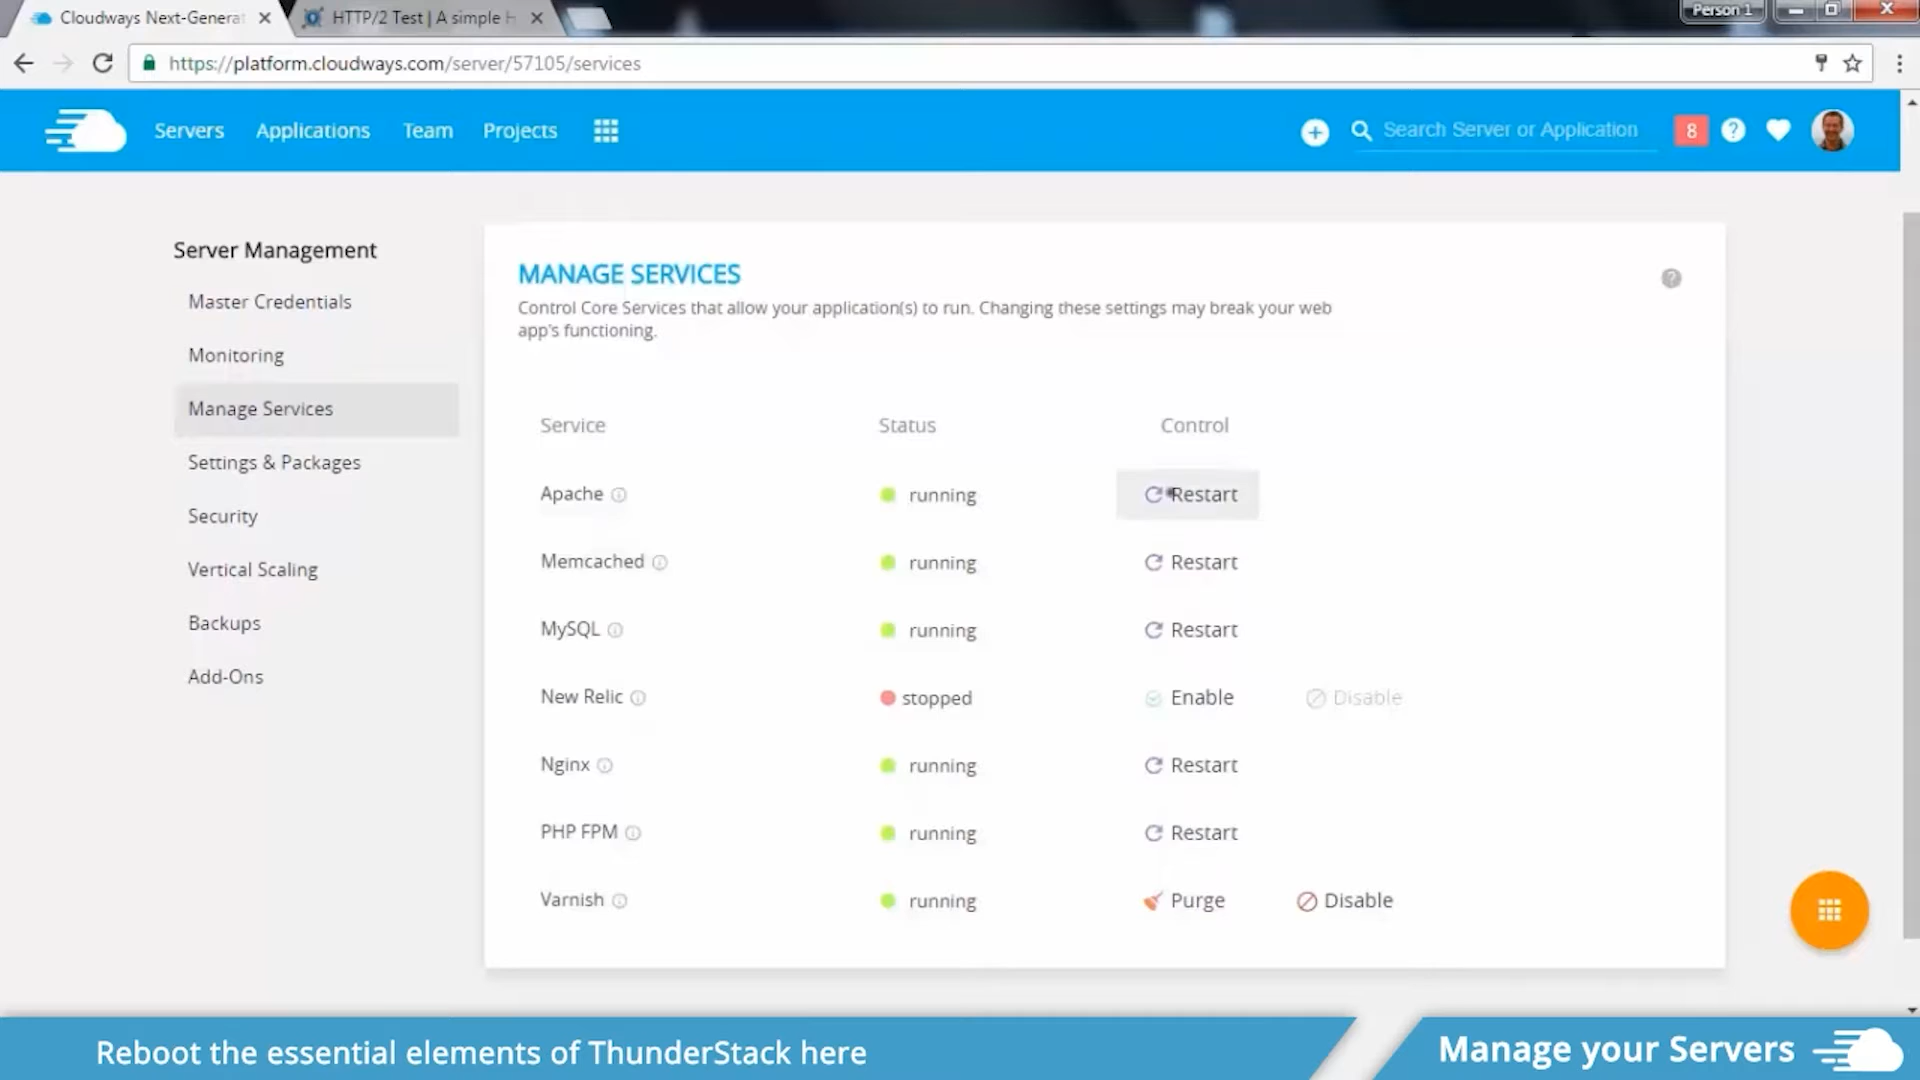 Cloudways Next-Genera
HTTP/2 Test | A simple H
Person 1
https://platform.cloudways.com/server/57105/services
Servers
Applications
Team
Projects
Search Server or Application
8
Server Management
Master Credentials
Monitoring
Manage Services
Settings & Packages
Security
Vertical Scaling
Backups
Add-Ons
MANAGE SERVICES
Control Core Services that allow your application(s) to run. Changing these settings may break your web
app's functioning.
Service Status Control
Apache running Restart
Memcached running Restart
MySQL running Restart
New Relic stopped Enable Disable
Nginx running Restart
PHP FPM running Restart
Varnish running Purge Disable
Reboot the essential elements of ThunderStack here
Manage your Servers